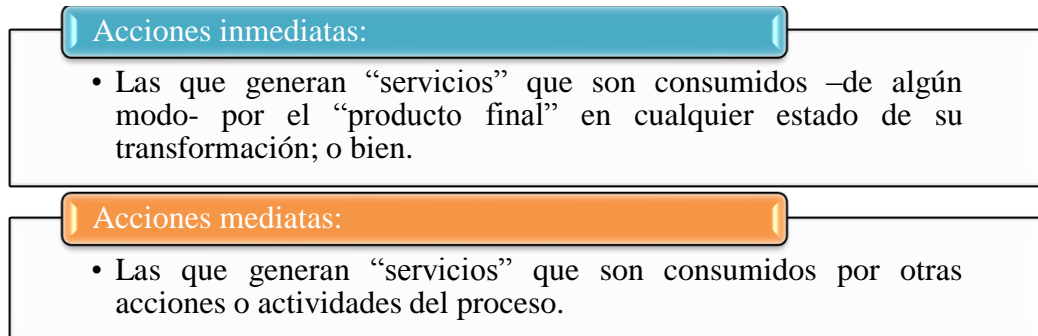 Acciones inmediatas:
• Las que generan “servicios” que son consumidos –de algún
modo- por el “producto final” en cualquier estado de su
transformación; o bien.
Acciones mediatas:
• Las que generan “servicios” que son consumidos por otras
acciones o actividades del proceso.